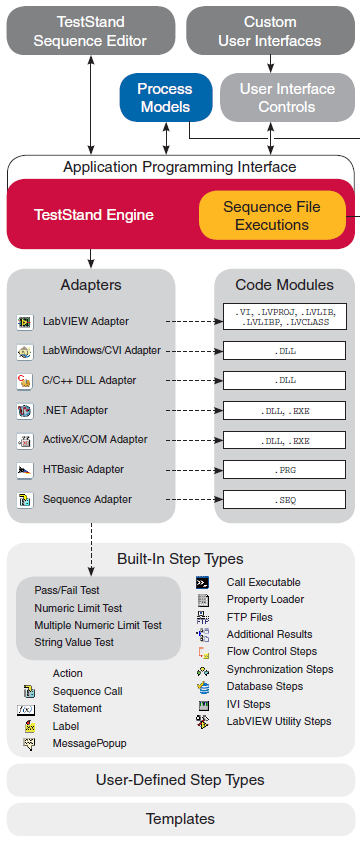 TestStand
Sequence Editor
Custom
User Interfaces
Process
Models
User Interface
Controls
Application Programming Interface
TestStand Engine
Sequence File
Executions
Adapters
Code Modules
LabVIEW Adapter
.VI, .LVPROJ, .LVLIB,
.LVLIBP, .LVCLASS
LabWindows/CVI Adapter
.DLL
C/C++ DLL Adapter
.DLL
.NET Adapter
.DLL, .EXE
ActiveX/COM Adapter
.DLL, .EXE
HTBasic Adapter
.PRG
Sequence Adapter
.SEQ
Built-In Step Types
Pass/Fail Test
Numeric Limit Test
Multiple Numeric Limit Test
String Value Test
Action
Sequence Call
f(x) Statement
Label
MessagePopup
Call Executable
Property Loader
FTP FTP Files
Additional Results
Flow Control Steps
Synchronization Steps
Database Steps
IVI Steps
LabVIEW Utility Steps
User-Defined Step Types
Templates